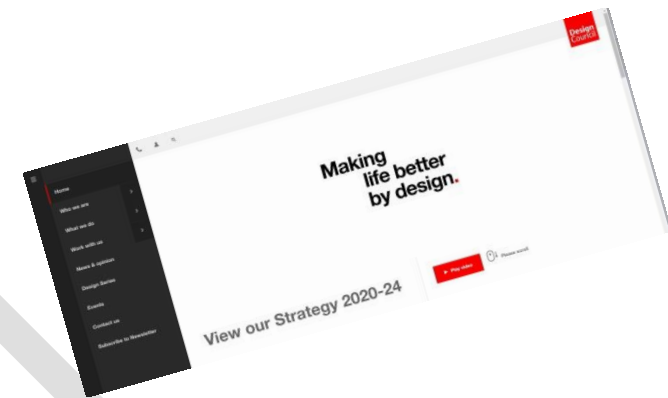 Design
Council
Home
Who we are
What we do
Work with us
News & opinion
Design Series
Events
Contact us
Subscribe to Newsletter
Making
life better
by design.
Play video
Please scroll
View our Strategy 2020-24